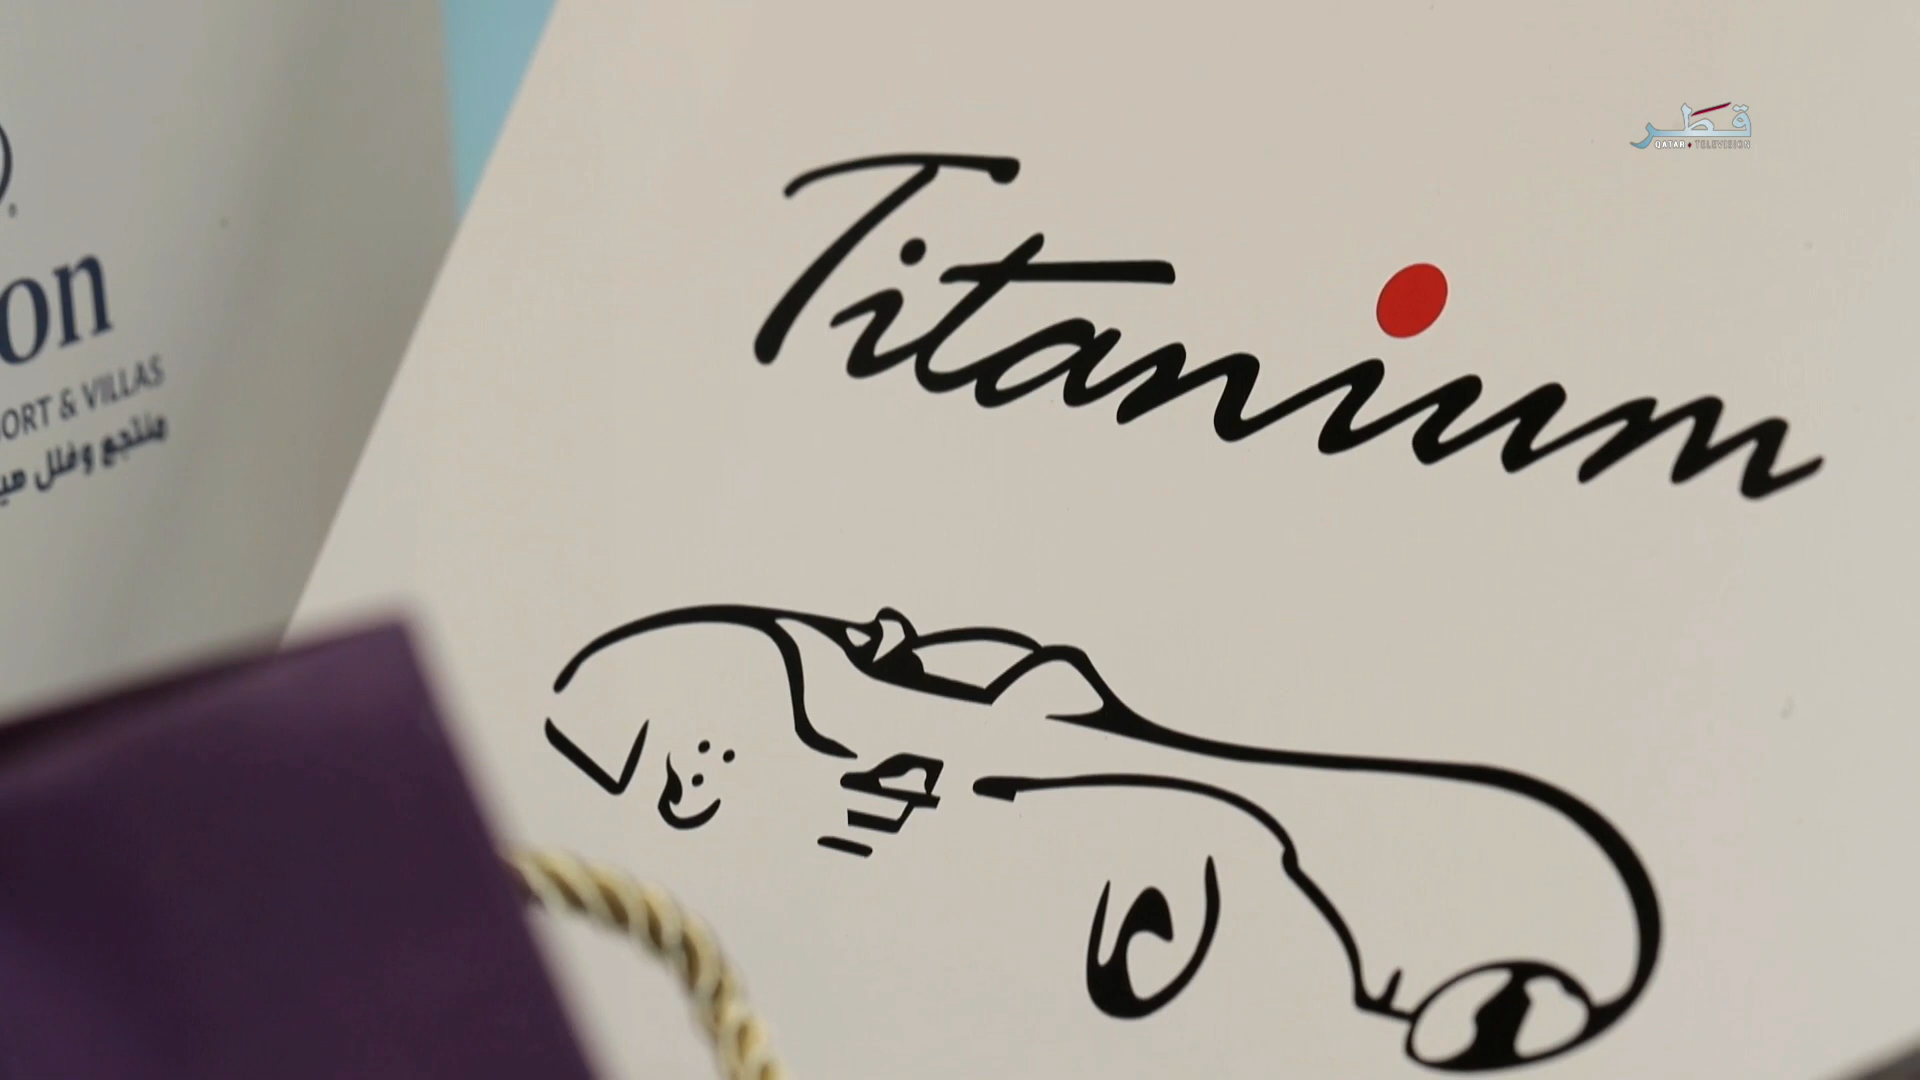 قطر
QATAR TELEVISION
Titanium
on
ORT & VILLAS
منتجع وفلل